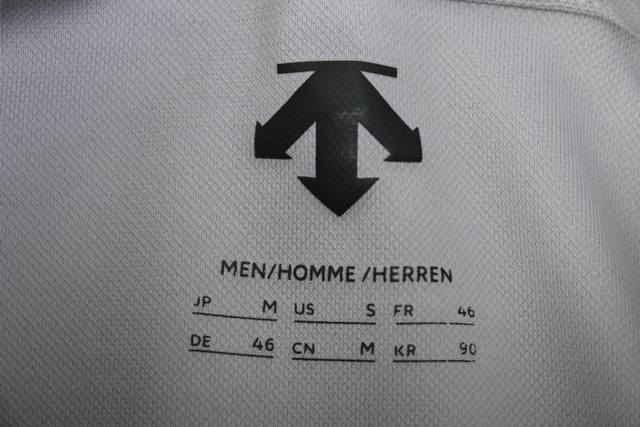 MEN/HOMME/HERREN
JP M US S FR 46
DE 46 CN M KR 90